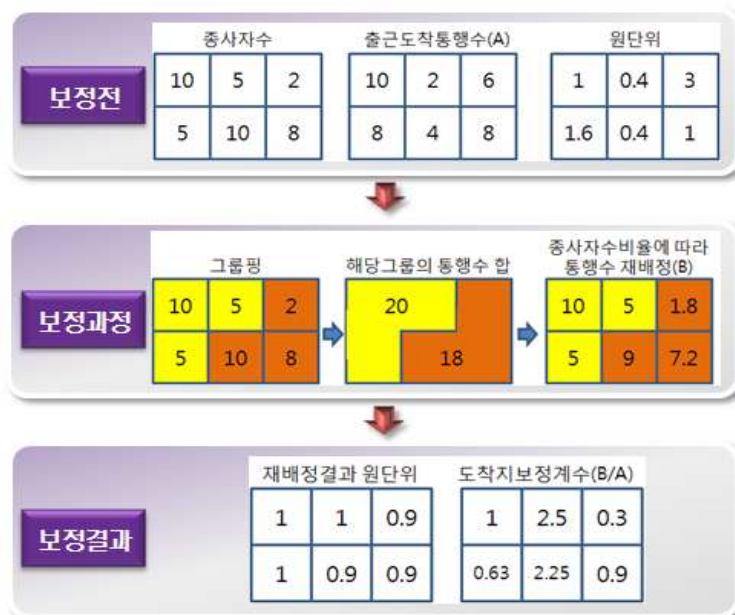 종사자수
출근도착통행수(A)
원단위
보정전
10 5 2
10 2 6
1 0.4 3
5 10 8
8 4 8
1.6 0.4 1
그룹핑
해당그룹의 통행수 합
종사자수비율에 따라
통행수 재배정(B)
보정과정
10 5 2
20
10 5 1.8
5 10 8
18
5 9 7.2
재배정결과 원단위
도착지보정계수(B/A)
보정결과
1 1 0.9
1 2.5 0.3
1 0.9 0.9
0.63 2.25 0.9